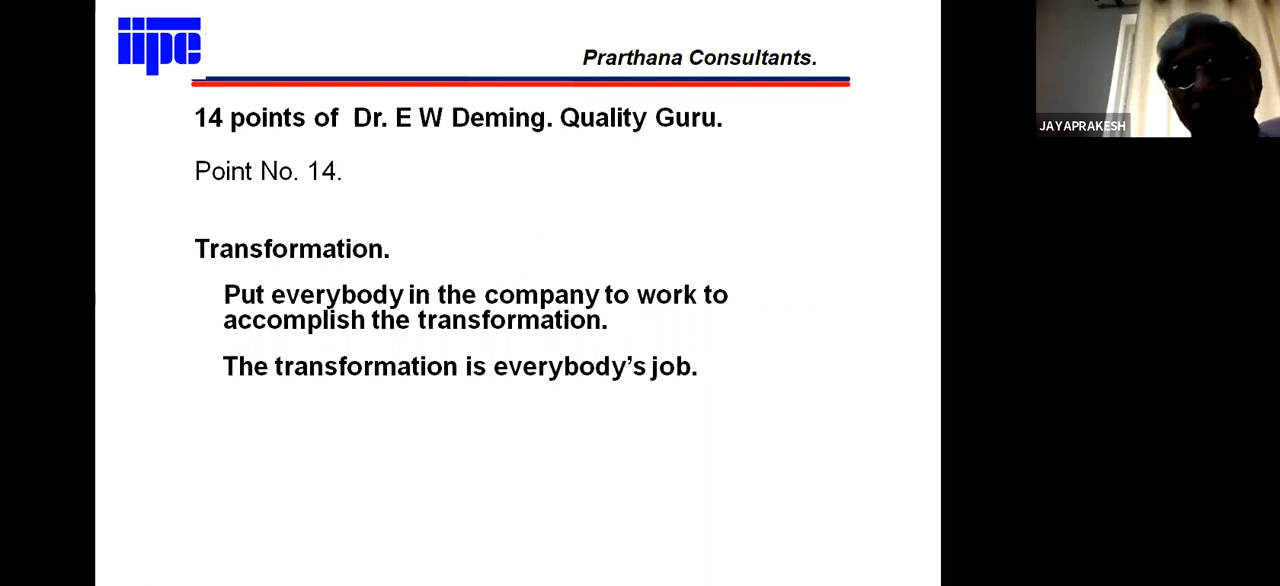 iipc
Prarthana Consultants.
14 points of Dr. E W Deming. Quality Guru.
Point No. 14.
Transformation.
Put everybody in the company to work to
accomplish the transformation.
The transformation is everybody’s job.
JAYAPRAKESH